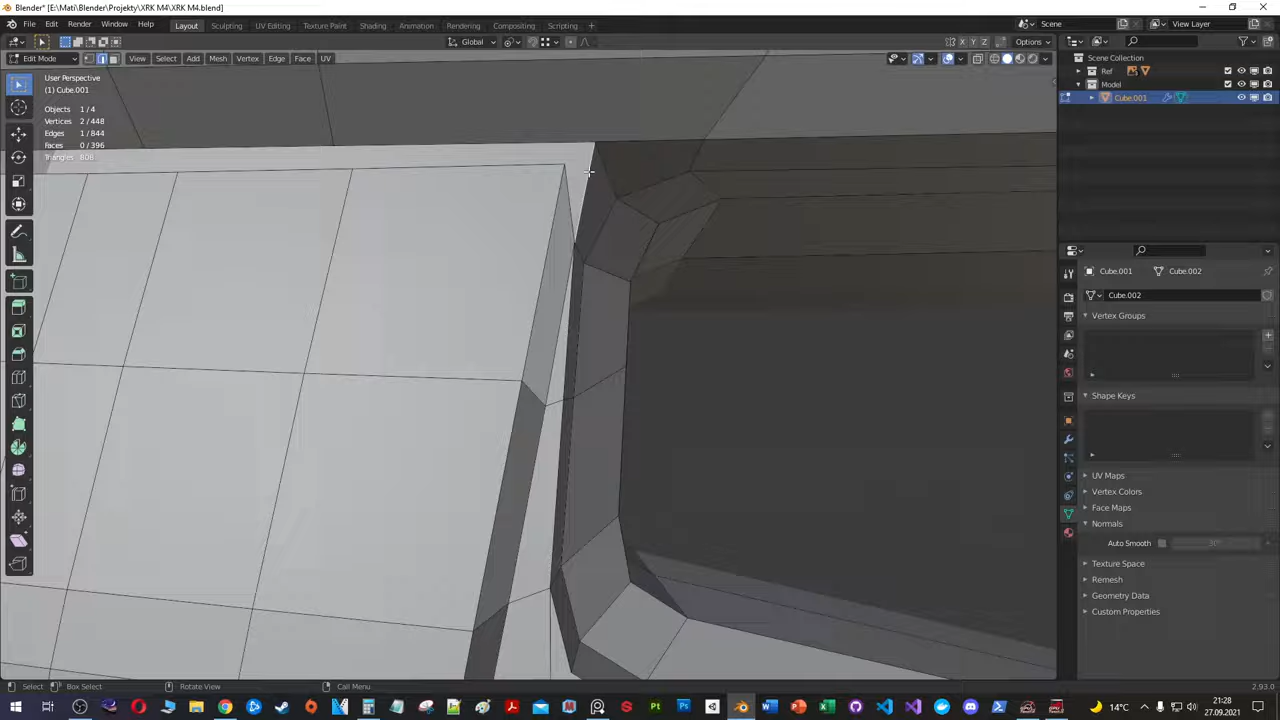 Blender* [E:\Mati\Blender\Projekty\XRK M4\XRK M4.blend]
File Edit Render Window Help Layout Sculpting UV Editing Texture Paint Shading Animation Rendering Compositing Scripting + Scene View Layer
Global X Y Z Options
Edit Mode View Select Add Mesh Vertex Edge Face UV
User Perspective
(1) Cube.001
Objects 1/4
Vertices 2/448
Edges 1/844
Faces 0/396
Triangles 808
Scene Collection
Ref
Model
Cube.001
Cube.001 Cube.002
Cube.002
Vertex Groups
Shape Keys
UV Maps
Vertex Colors
Face Maps
Normals
Auto Smooth 30°
Texture Space
Remesh
Geometry Data
Custom Properties
Select Box Select Rotate View Call Menu 2.93.0
14°C 21:28
27.09.2021